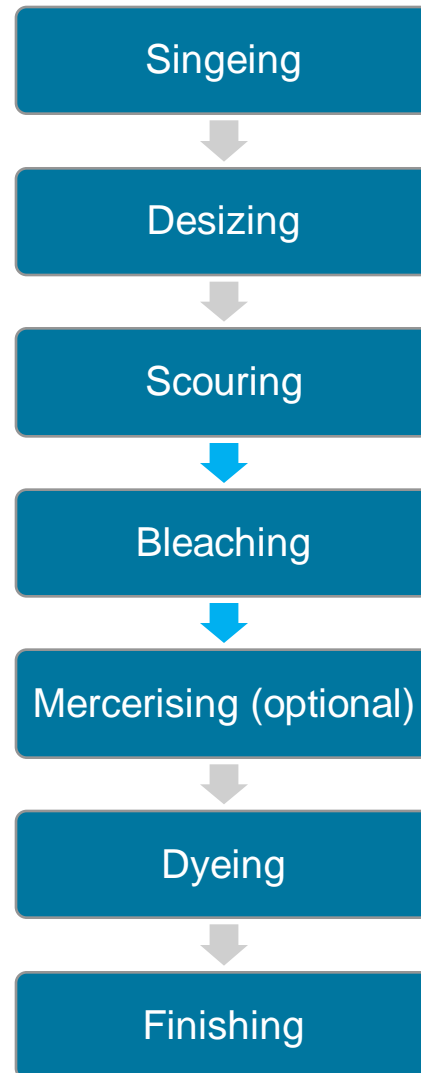 Singeing
Desizing
Scouring
Bleaching
Mercerising (optional)
Dyeing
Finishing